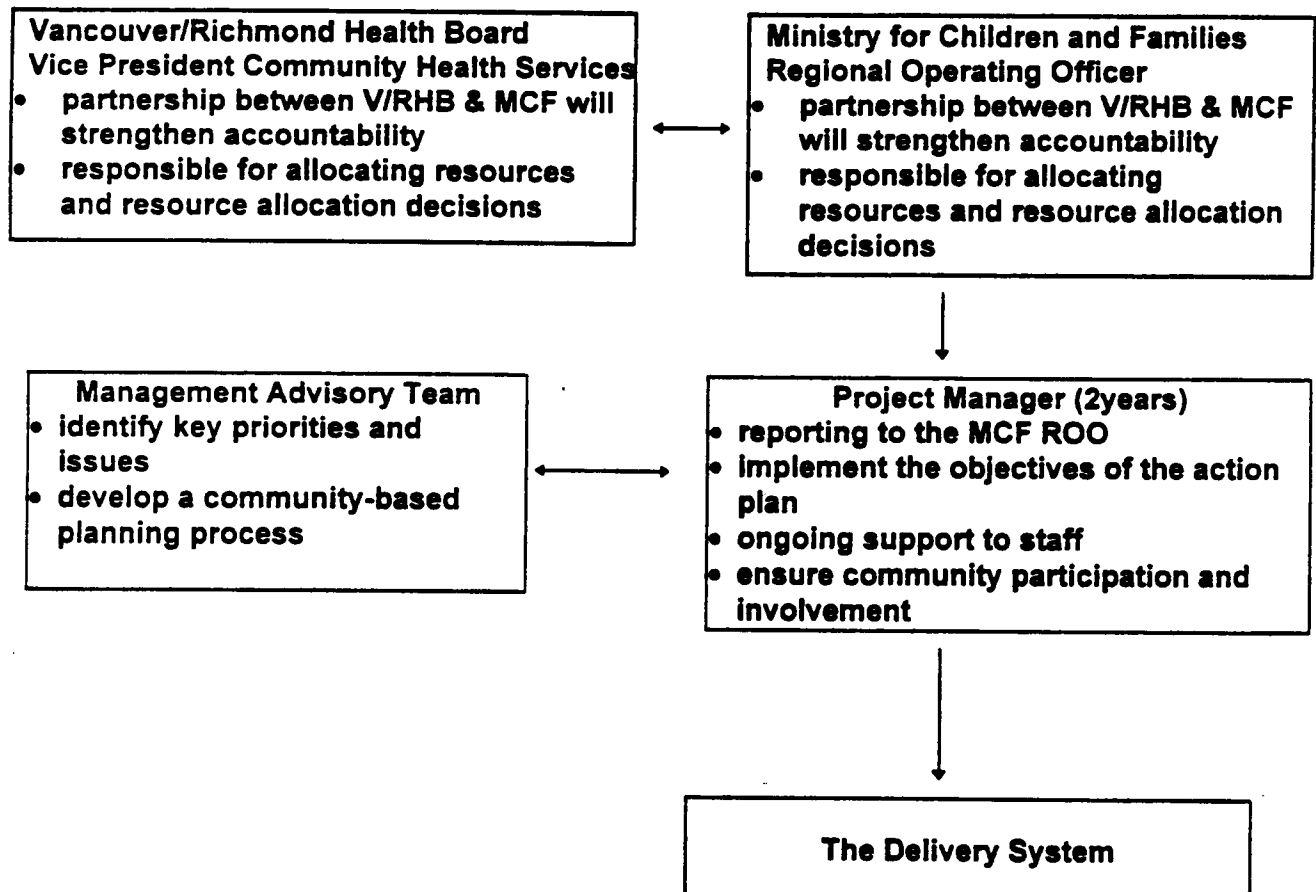 Vancouver/Richmond Health Board
Vice President Community Health Services
• partnership between V/RHB & MCF will
strengthen accountability
• responsible for allocating resources
and resource allocation decisions
Ministry for Children and Families
Regional Operating Officer
• partnership between V/RHB & MCF
will strengthen accountability
• responsible for allocating
resources and resource allocation
decisions
Management Advisory Team
• identify key priorities and
issues
• develop a community-based
planning process
Project Manager (2years)
• reporting to the MCF ROO
• implement the objectives of the action
plan
• ongoing support to staff
• ensure community participation and
involvement
The Delivery System